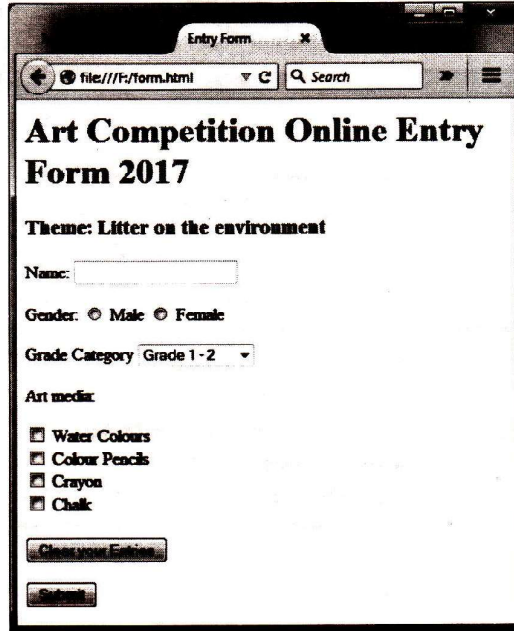 Entry Form
file:///F:/form.html
Search
Art Competition Online Entry
Form 2017
Theme: Litter on the environment
Name:
Gender: Male Female
Grade Category Grade 1 - 2
Art media:
Water Colours
Colour Pencils
Crayon
Chalk
Clear your Entries
Submit